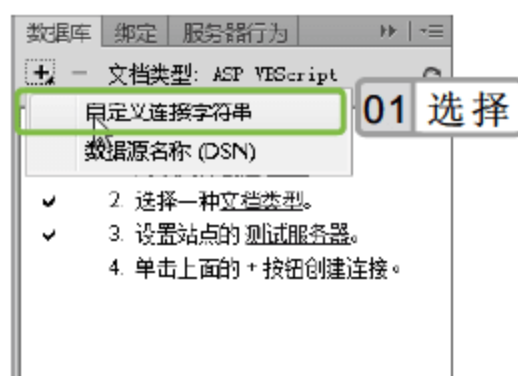 数据库 绑定 服务器行为
文档类型: ASP VBScript
自定义连接字符串
01 选择
数据源名称 (DSN)
2. 选择一种文档类型。
3. 设置站点的 测试服务器。
4. 单击上面的 + 按钮创建连接。